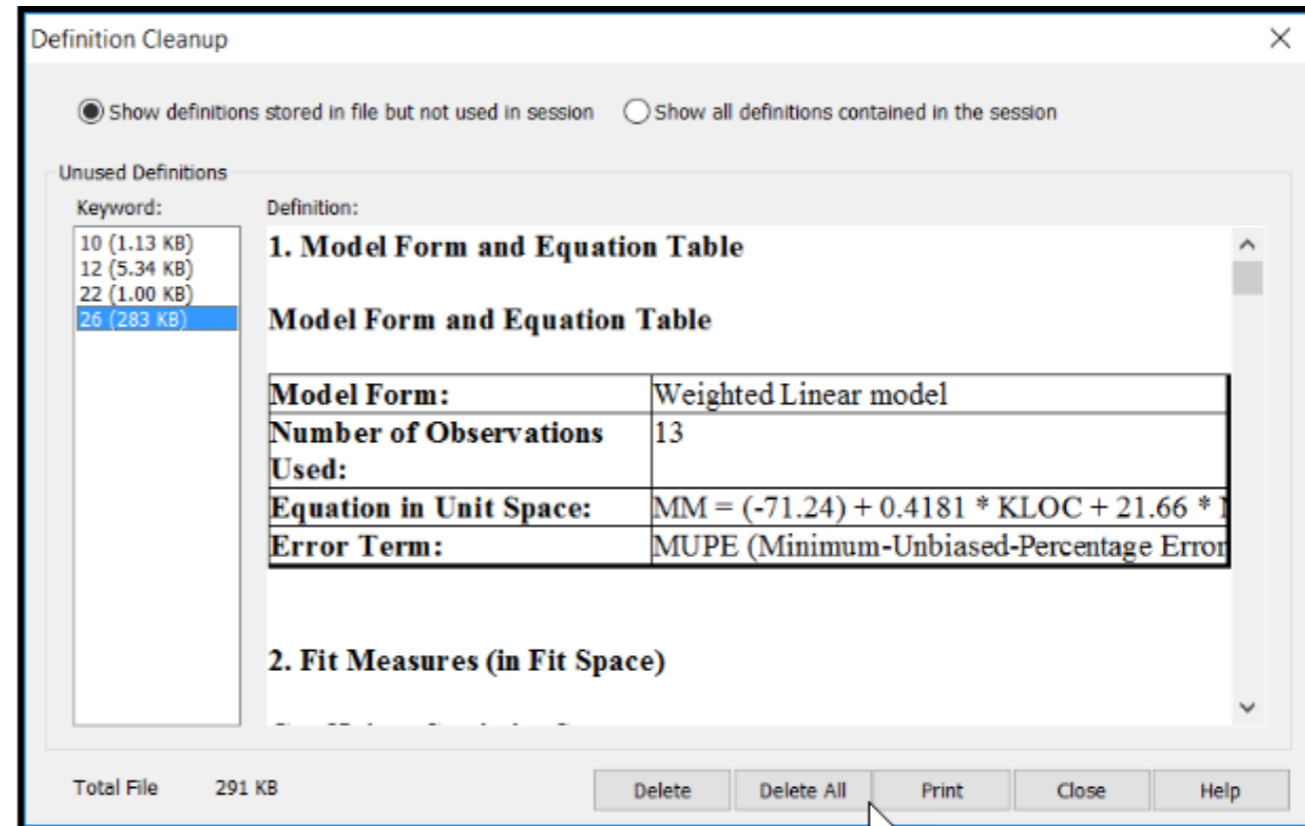 Definition Cleanup
Show definitions stored in file but not used in session Show all definitions contained in the session
Unused Definitions
Keyword: Definition:
10 (1.13 KB)
12 (5.34 KB)
22 (1.00 KB)
26 (283 KB)
1. Model Form and Equation Table
Model Form and Equation Table
Model Form: Weighted Linear model
Number of Observations Used: 13
Equation in Unit Space: MM = (-71.24) + 0.4181 * KLOC + 21.66 *
Error Term: MUPE (Minimum-Unbiased-Percentage Error
2. Fit Measures (in Fit Space)
Total File 291 KB
Delete Delete All Print Close Help